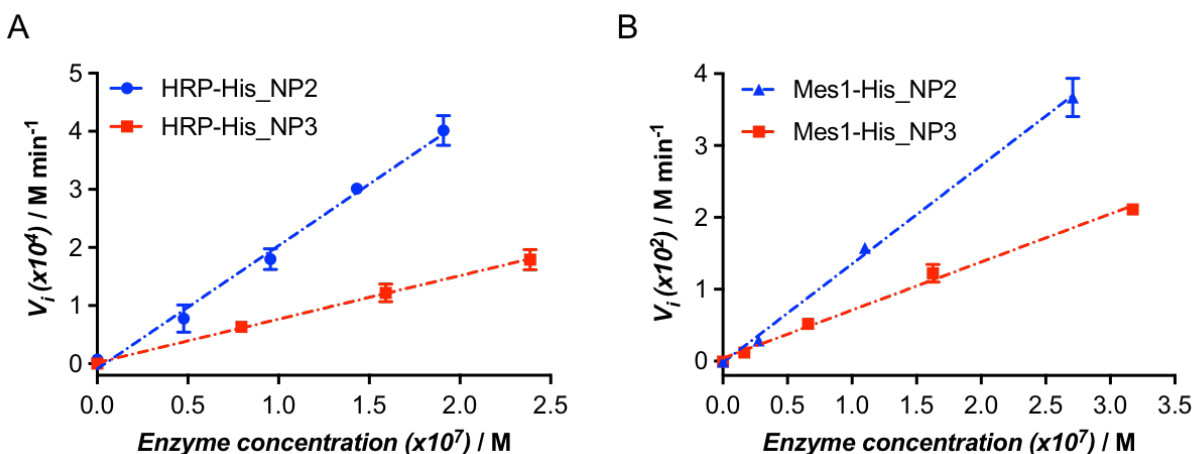 A
HRP-His_NP2
HRP-His_NP3
V_i (x10⁴) / M min⁻¹
5
4
3
2
1
0
0.0 0.5 1.0 1.5 2.0 2.5
Enzyme concentration (x10⁷) / M
B
Mes1-His_NP2
Mes1-His_NP3
V_i (x10²) / M min⁻¹
4
3
2
1
0
0.0 0.5 1.0 1.5 2.0 2.5 3.0 3.5
Enzyme concentration (x10⁷) / M